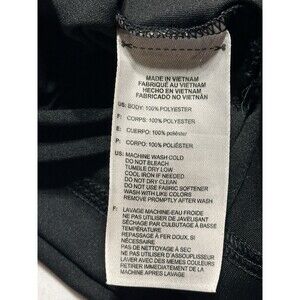 MADE IN VIETNAM
FABRIQUÉ AU VIETNAM
HECHO EN VIETNAM
FABRICADO NO VIETNÃ
US: BODY: 100% POLYESTER
F: CORPS: 100% POLYESTER
E: CUERPO: 100% poliéster
P: CORPO: 100% POLIÉSTER
US: MACHINE WASH COLD
DO NOT BLEACH
TUMBLE DRY LOW
COOL IRON IF NEEDED
DO NOT DRY CLEAN
DO NOT USE FABRIC SOFTENER
WASH WITH LIKE COLORS
REMOVE PROMPTLY AFTER WASH
F: LAVAGE MACHINE-EAU FROIDE
NE PAS UTILISER DE JAVELISANT
SÉCHAGE PAR CULBUTAGE A BASSE
TEMPÉRATURE
REPASSAGE À FER DOUX, SI
NÉCESSAIRE
PAS DE NETTOYAGE À SEC
NE PAS UTILISER D'ASSOUPLISSEUR
LAVER AVEC DES MÊMES COULEURS
RETIRER IMMÉDIATEMENT DE LA
MACHINE APRÈS LAVAGE